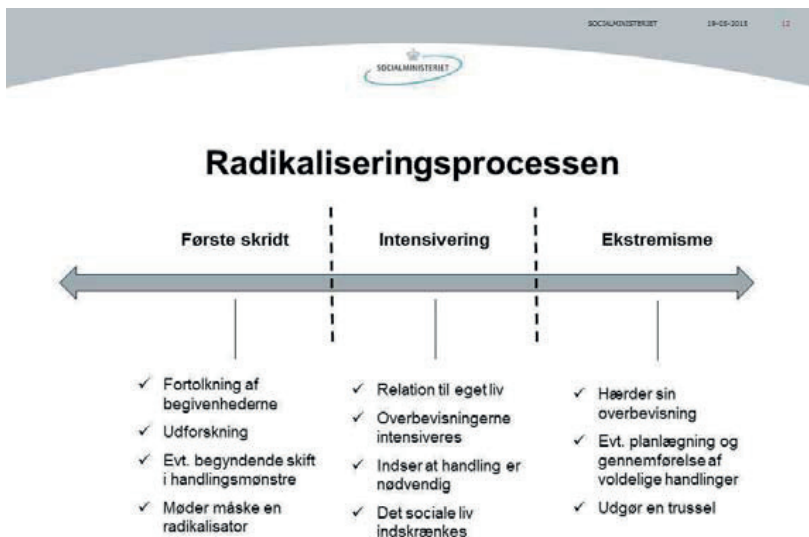 SOCIALMINISTERIET 19-05-2015 12
SOCIALMINISTERIET
Radikaliseringsprocessen
Første skridt
Intensivering
Ekstremisme
✓ Fortolkning af
begivenhederne
✓ Udforskning
✓ Evt. begyndende skift
i handlingsmønstre
✓ Møder måske en
radikalisator
✓ Relation til eget liv
✓ Overbevisningerne
intensiveres
✓ Indser at handling er
nødvendig
✓ Det sociale liv
indskrænkes
✓ Hærder sin
overbevisning
✓ Evt. planlægning og
gennemførelse af
voldelige handlinger
✓ Udgør en trussel